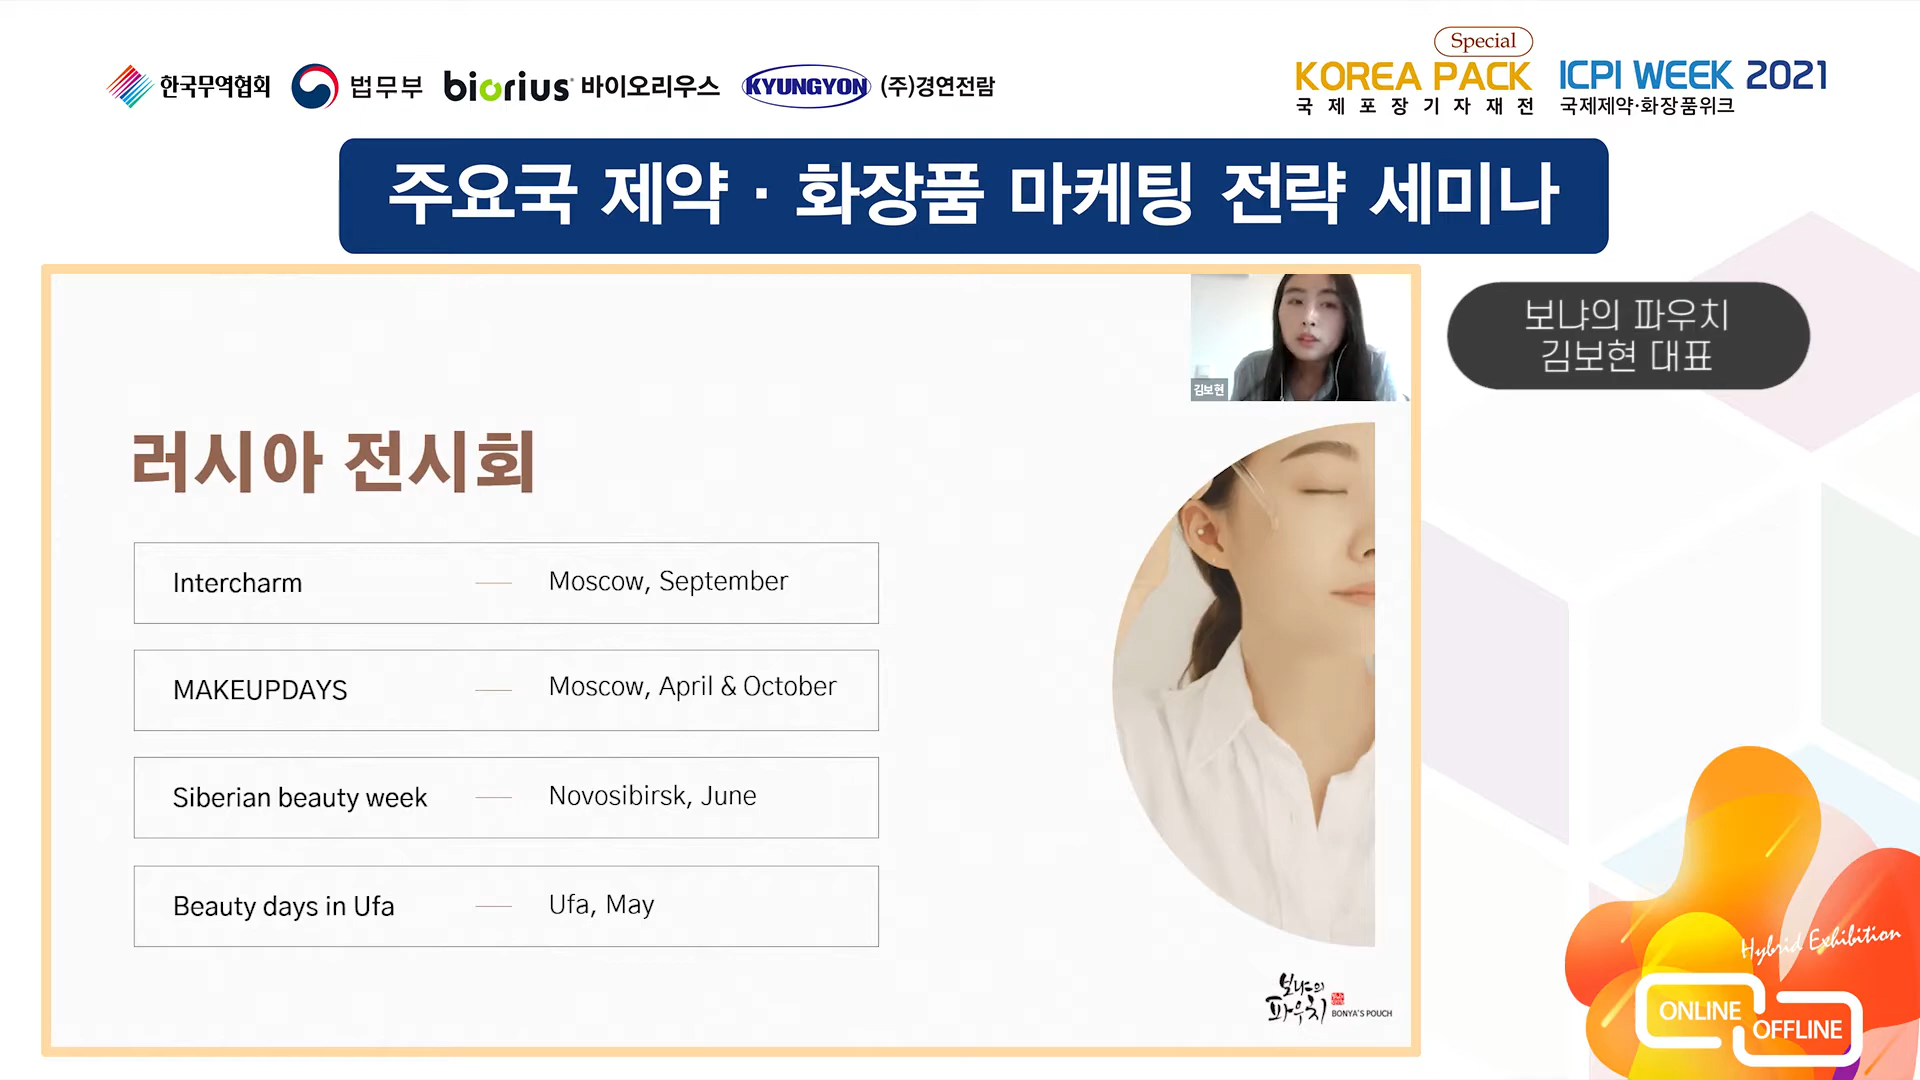 한국무역협회
법무부
biorius 바이오리우스
KYUNGYON (주)경연전람
Special
KOREA PACK
국제포장기자재전
ICPI WEEK 2021
국제제약·화장품위크
주요국 제약 · 화장품 마케팅 전략 세미나
김보현
보냐의 파우치
김보현 대표
러시아 전시회
Intercharm — Moscow, September
MAKEUPDAYS — Moscow, April & October
Siberian beauty week — Novosibirsk, June
Beauty days in Ufa — Ufa, May
보냐의
파우치
BONYA'S POUCH
Hybrid Exhibition
ONLINE
OFFLINE